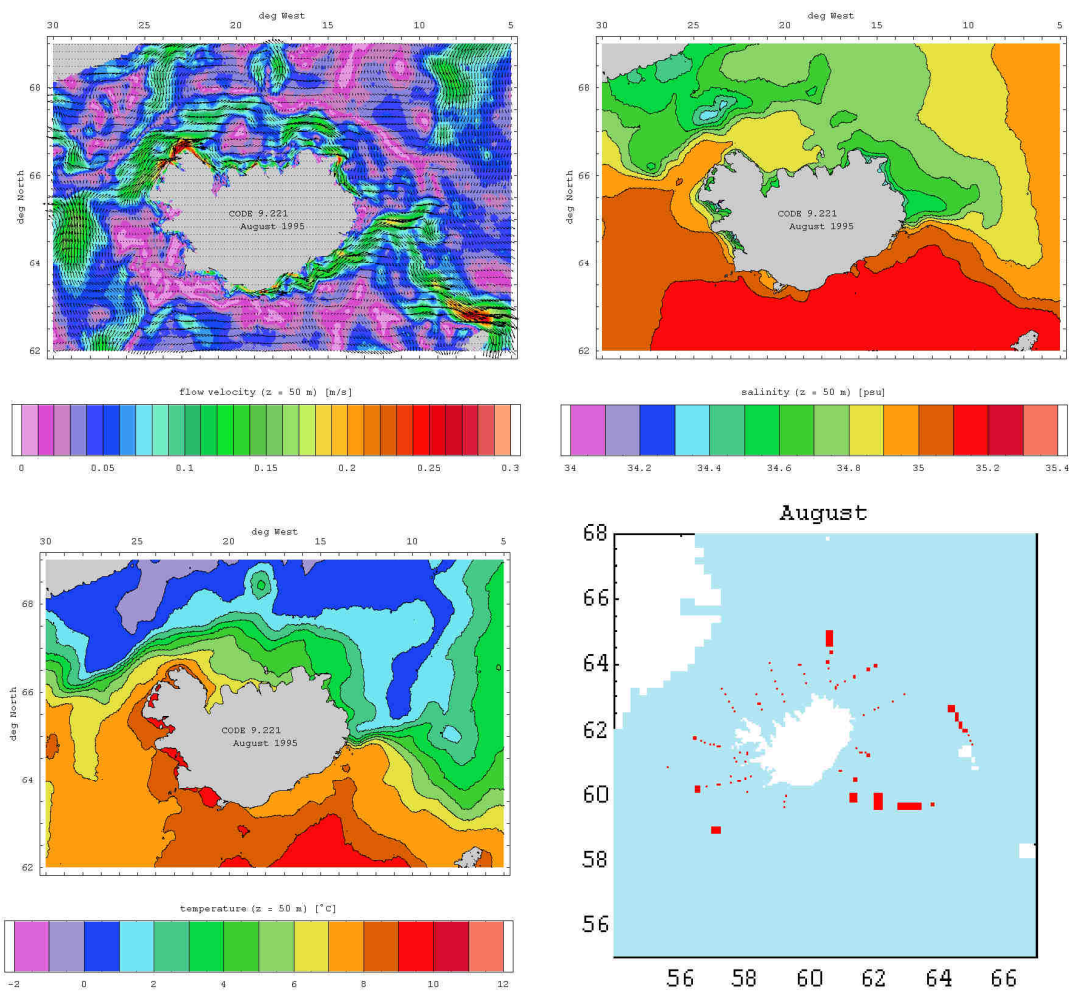 deg West
30 25 20 15 10 5
68
66
64
62
deg North
CODE 9.221
August 1995
flow velocity (z = 50 m) [m/s]
0 0.05 0.1 0.15 0.2 0.25 0.3
deg West
30 25 20 15 10 5
68
66
64
62
deg North
CODE 9.221
August 1995
salinity (z = 50 m) [psu]
34 34.2 34.4 34.6 34.8 35 35.2 35.4
deg West
30 25 20 15 10 5
68
66
64
62
deg North
CODE 9.221
August 1995
temperature (z = 50 m) [°C]
-2 0 2 4 6 8 10 12
August
68
66
64
62
60
58
56
56 58 60 62 64 66